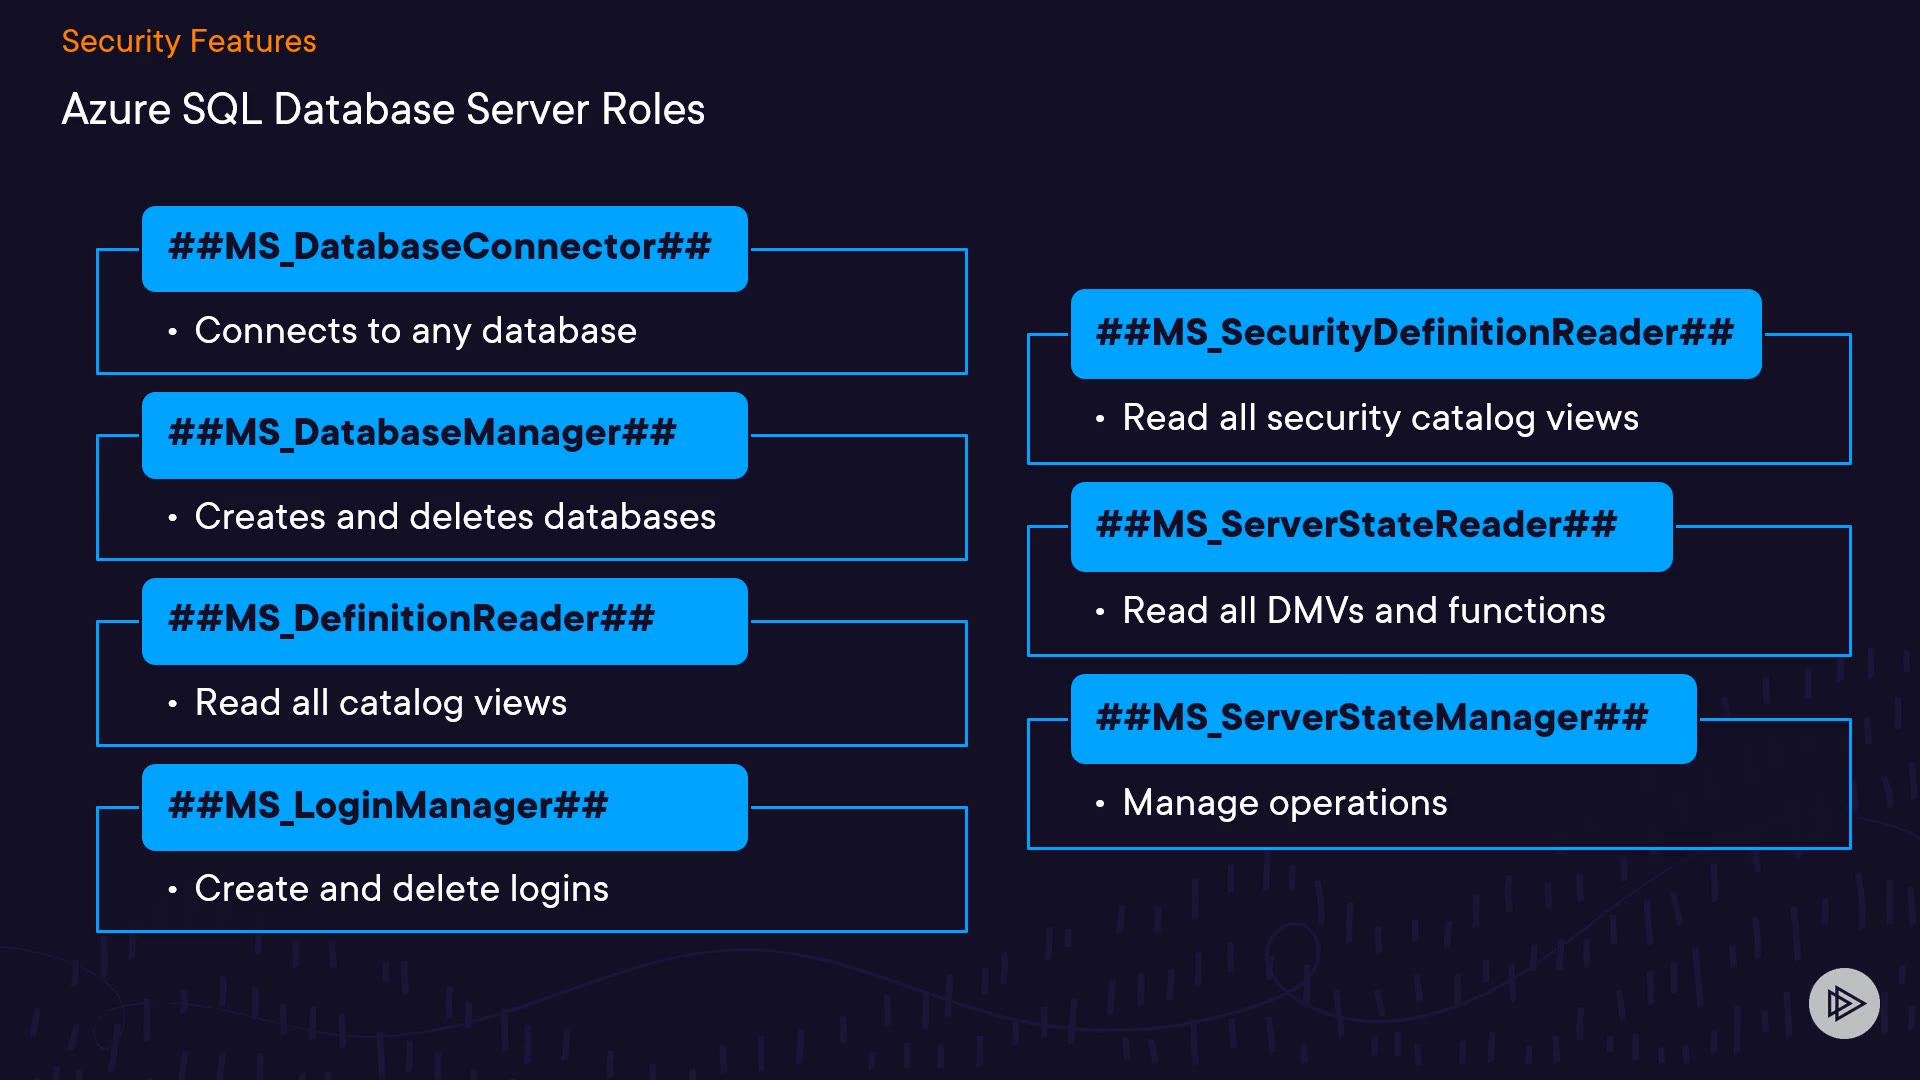 Security Features
Azure SQL Database Server Roles
##MS_DatabaseConnector##
• Connects to any database
##MS_DatabaseManager##
• Creates and deletes databases
##MS_DefinitionReader##
• Read all catalog views
##MS_LoginManager##
• Create and delete logins
##MS_SecurityDefinitionReader##
• Read all security catalog views
##MS_ServerStateReader##
• Read all DMVs and functions
##MS_ServerStateManager##
• Manage operations